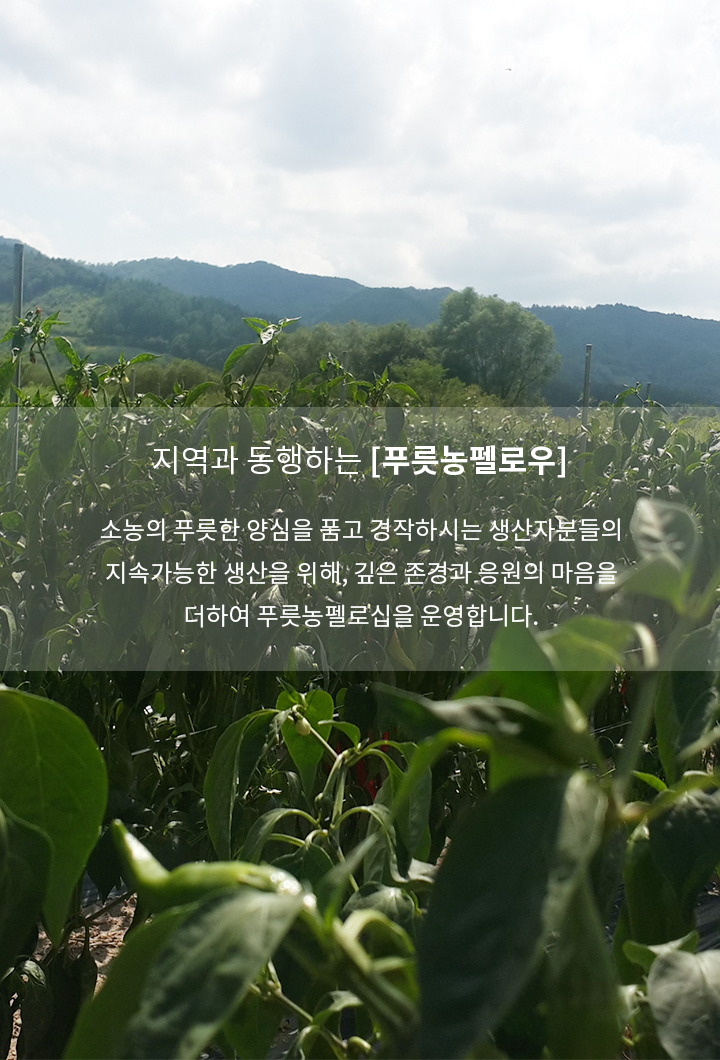 지역과 동행하는 [푸릇농펠로우]
소농의 푸릇한 양심을 품고 경작하시는 생산자분들의
지속가능한 생산을 위해, 깊은 존경과 응원의 마음을
더하여 푸릇농펠로십을 운영합니다.